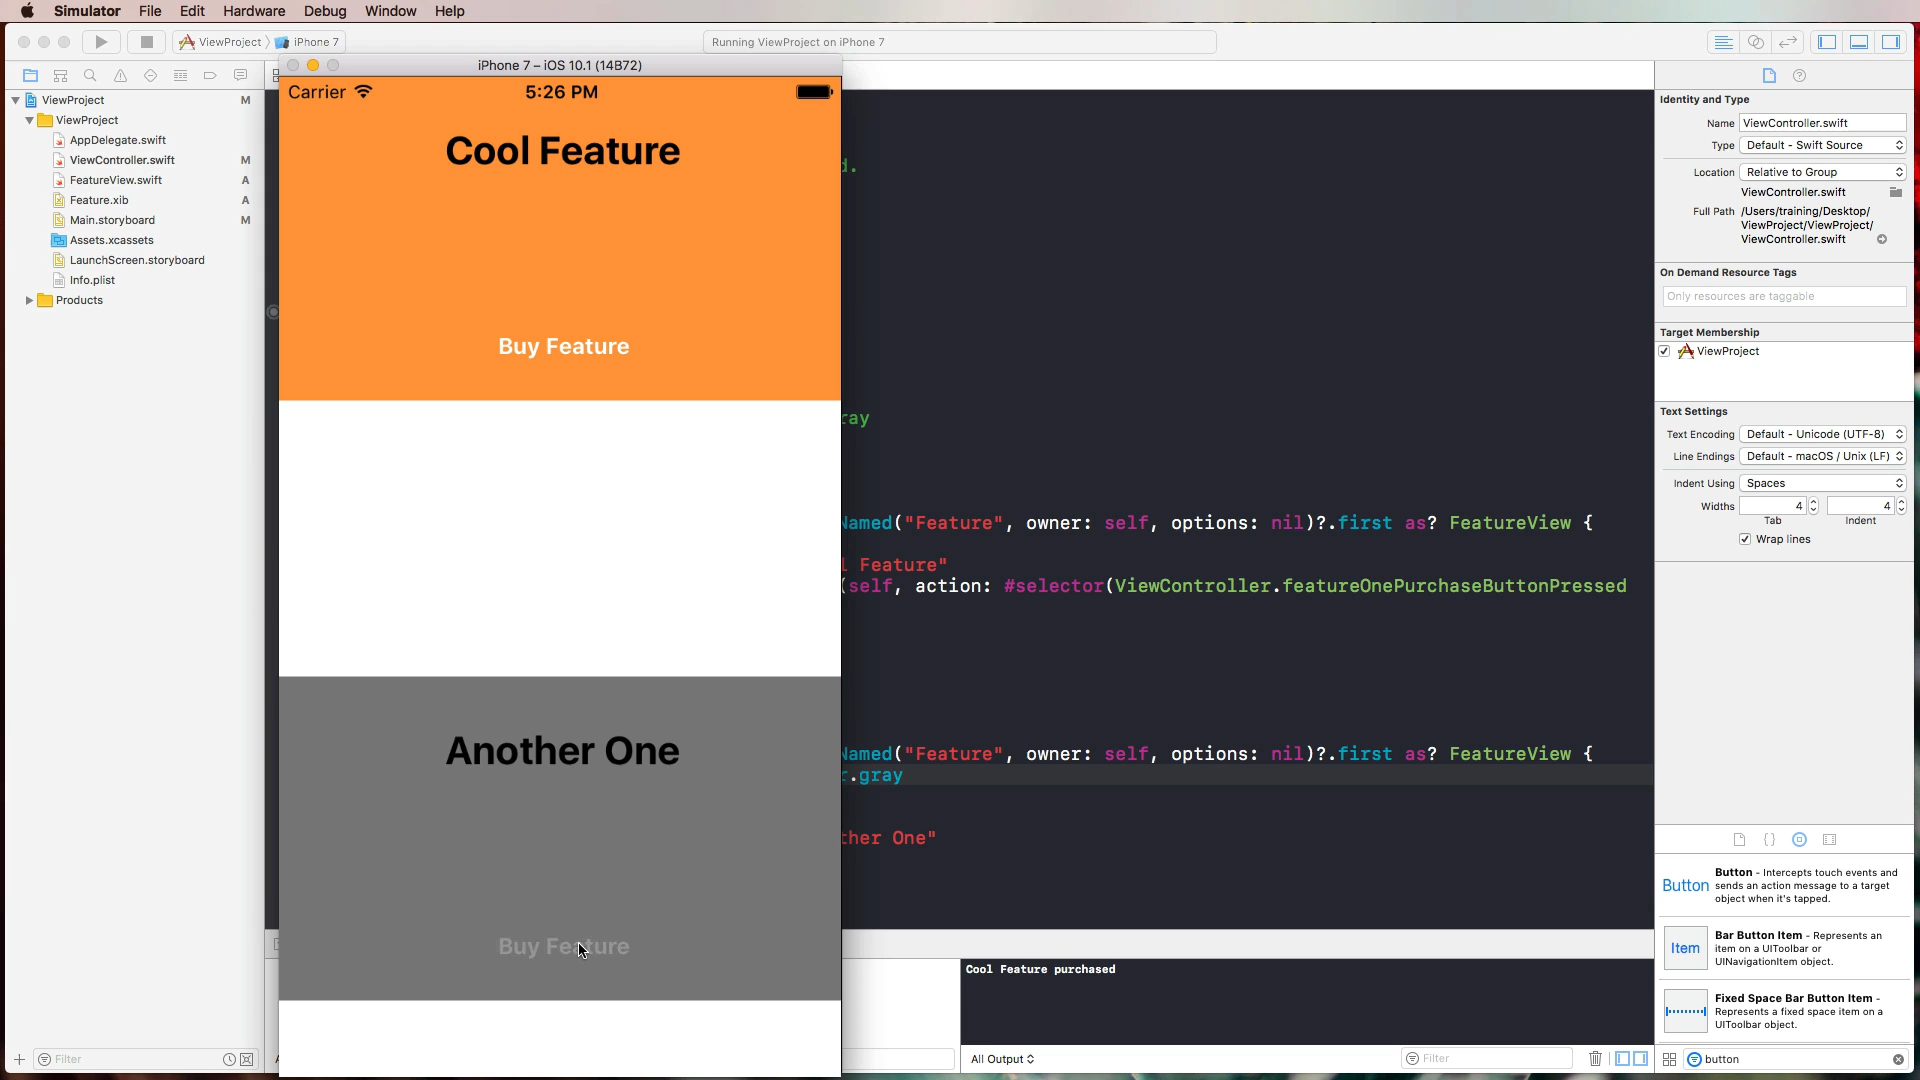 Simulator File Edit Hardware Debug Window Help
ViewProject iPhone 7
Running ViewProject on iPhone 7
iPhone 7 – iOS 10.1 (14B72)
Carrier 5:26 PM
Cool Feature
Buy Feature
Another One
Buy Feature
ViewProject M
ViewProject
AppDelegate.swift
ViewController.swift M
FeatureView.swift A
Feature.xib A
Main.storyboard M
Assets.xcassets
LaunchScreen.storyboard
Info.plist
Products
Filter
d.
ray
Named("Feature", owner: self, options: nil)?.first as? FeatureView {
l Feature"
(self, action: #selector(ViewController.featureOnePurchaseButtonPressed
Named("Feature", owner: self, options: nil)?.first as? FeatureView {
r.gray
ther One"
Cool Feature purchased
All Output
Filter
Identity and Type
Name ViewController.swift
Type Default - Swift Source
Location Relative to Group
ViewController.swift
Full Path /Users/training/Desktop/
ViewProject/ViewProject/
ViewController.swift
On Demand Resource Tags
Only resources are taggable
Target Membership
ViewProject
Text Settings
Text Encoding Default - Unicode (UTF-8)
Line Endings Default - macOS / Unix (LF)
Indent Using Spaces
Widths 4 4
Tab Indent
Wrap lines
Button Button - Intercepts touch events and
sends an action message to a target
object when it's tapped.
Item Bar Button Item - Represents an
item on a UIToolbar or
UINavigationItem object.
Fixed Space Bar Button Item -
Represents a fixed space item on a
UIToolbar object.
button